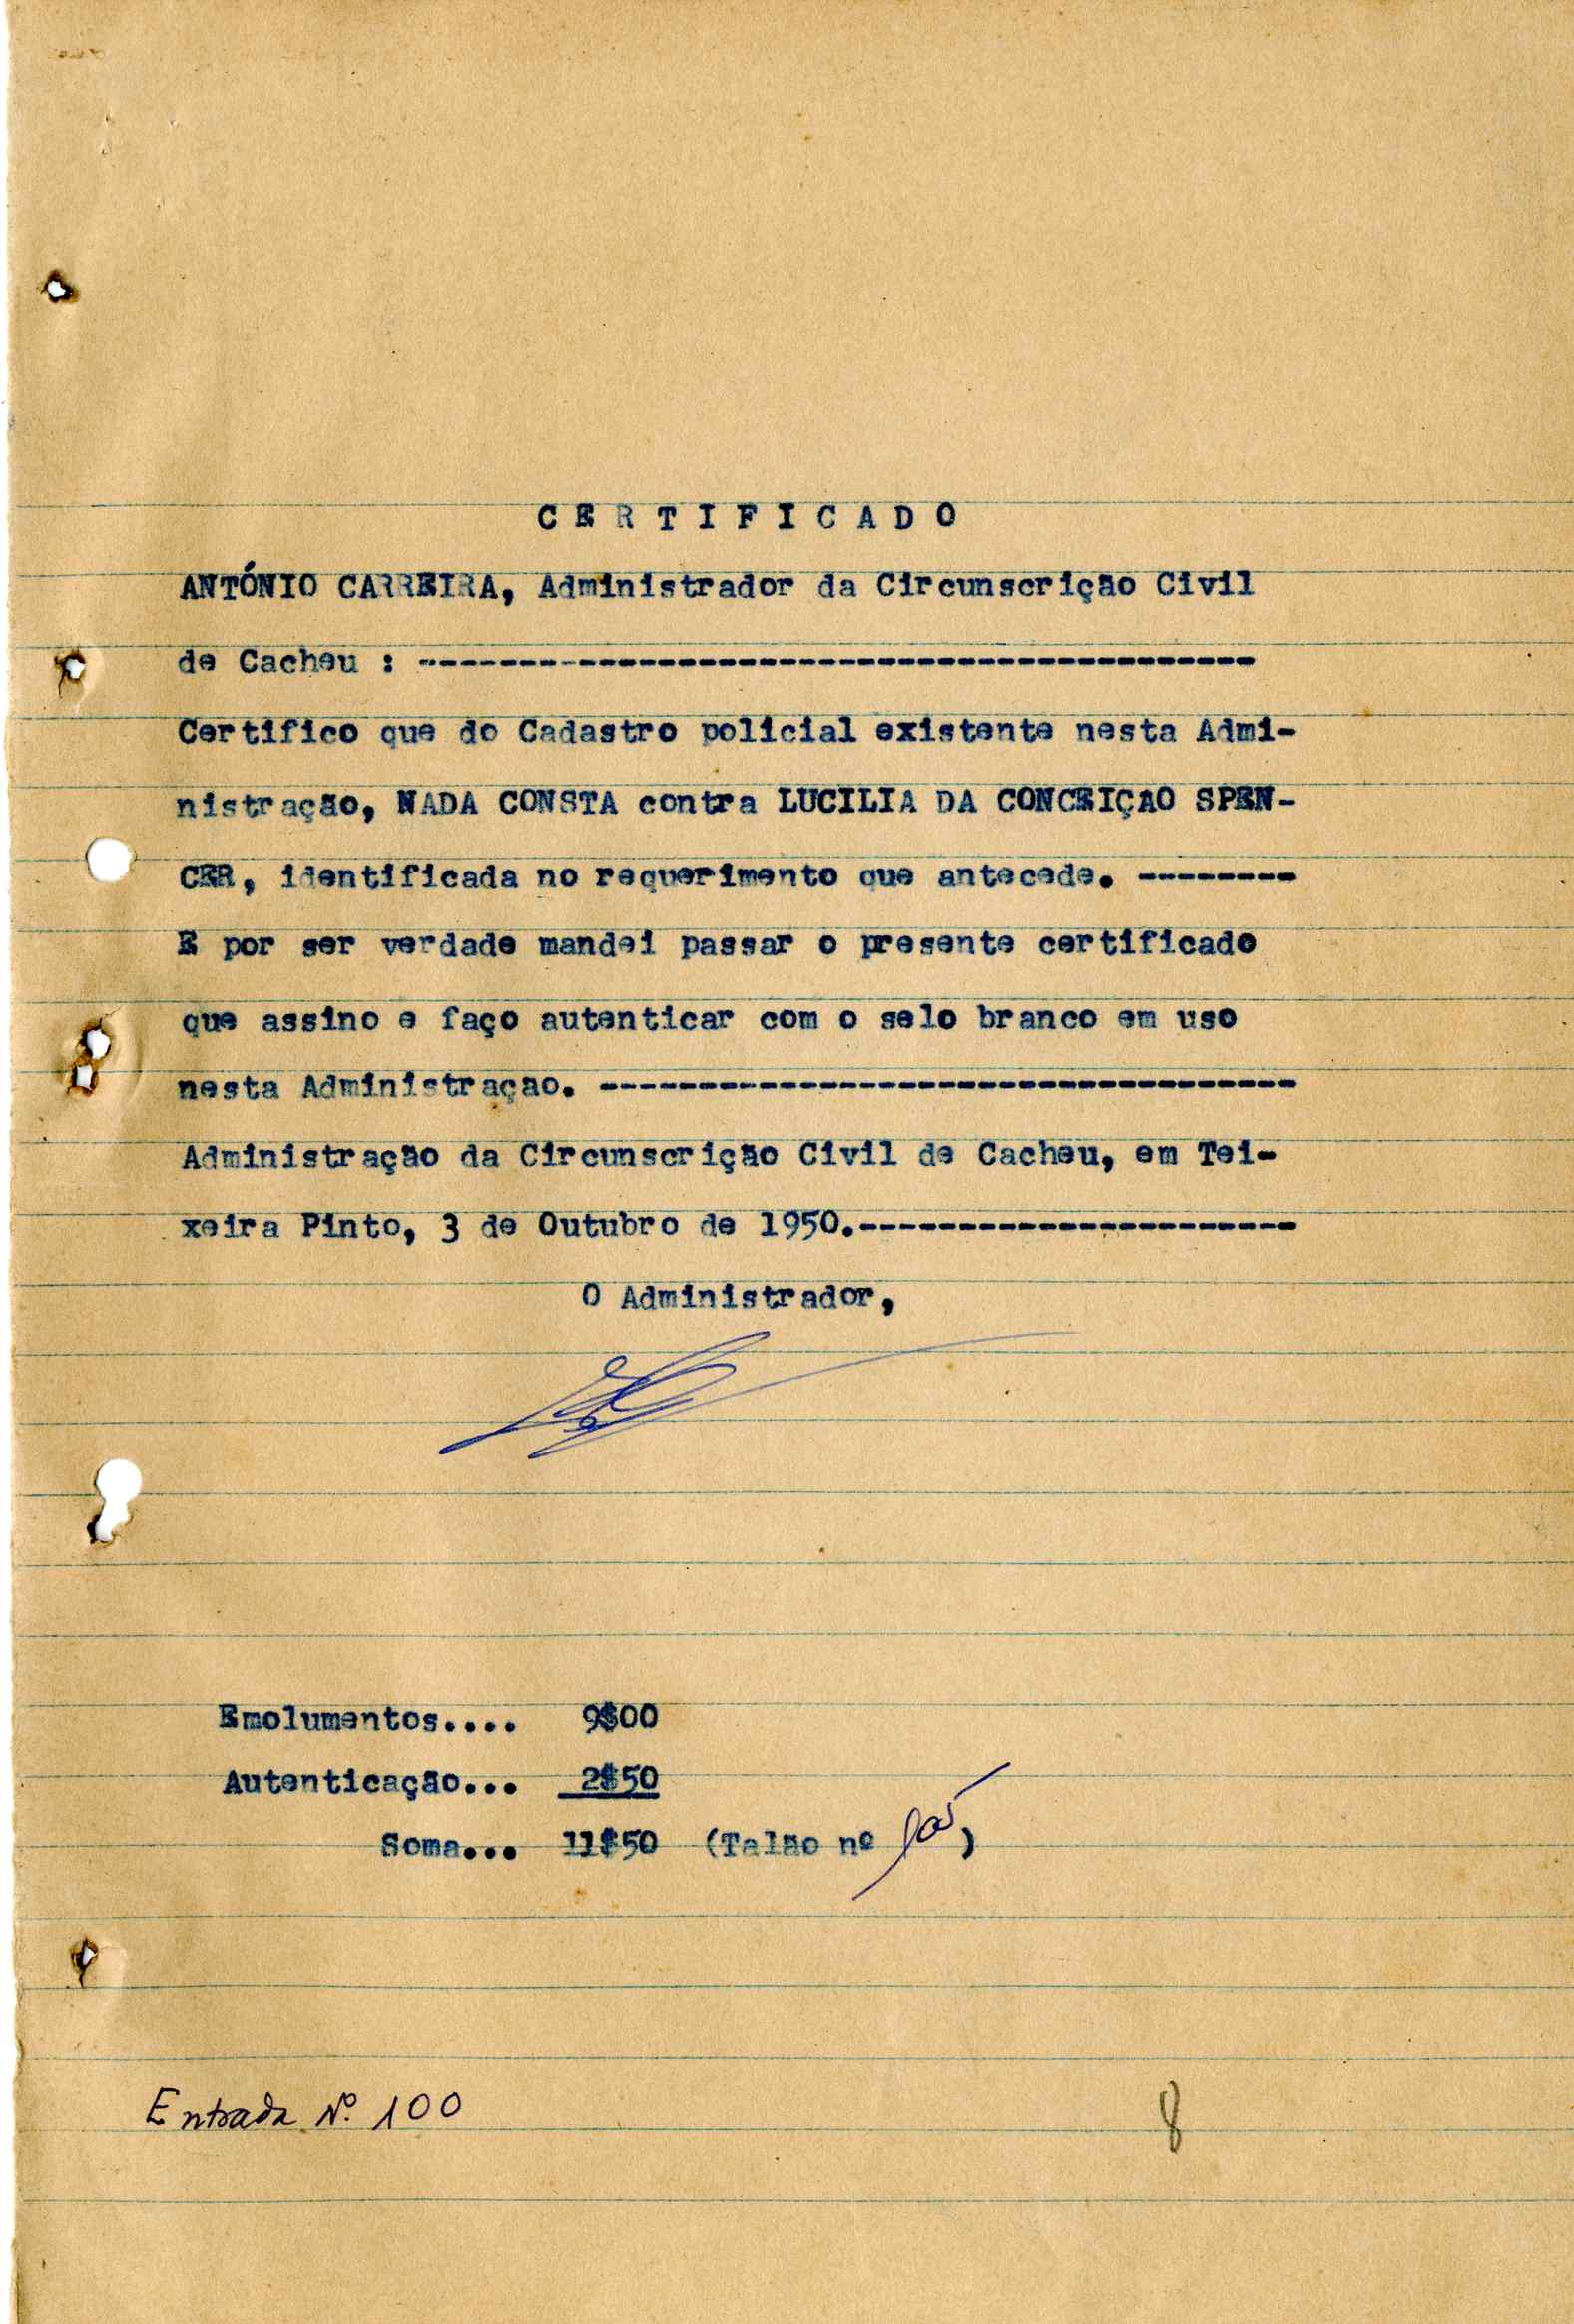 C E R T I F I C A D O
ANTÓNIO CARREIRA, Administrador da Circunscrição Civil
de Cacheu : ------------------------------------------
Certifico que do Cadastro policial existente nesta Admi-
nistração, NADA CONSTA contra LUCILIA DA CONCEIÇAO SPEN-
CER, identificada no requerimento que antecede. --------
E por ser verdade mandei passar o presente certificado
que assino e faço autenticar com o selo branco em uso
nesta Administraçao. -----------------------------------
Administração da Circunscrição Civil de Cacheu, em Tei-
xeira Pinto, 3 de Outubro de 1950.----------------------
O Administrador,
Emolumentos.... 9$00
Autenticação... 2$50
Soma... 11$50 (Talão nº )
Entrada Nº. 100
8